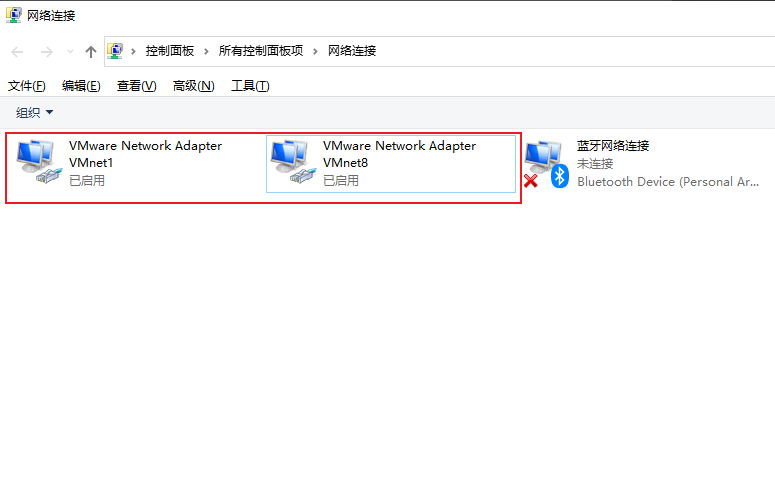 网络连接
控制面板 › 所有控制面板项 › 网络连接
文件(F) 编辑(E) 查看(V) 高级(N) 工具(T)
组织
VMware Network Adapter
VMnet1
已启用
VMware Network Adapter
VMnet8
已启用
蓝牙网络连接
未连接
Bluetooth Device (Personal Ar...